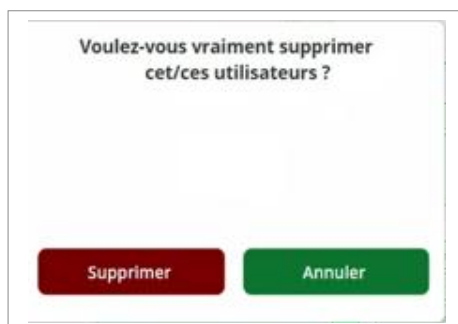 Voulez-vous vraiment supprimer
cet/ces utilisateurs ?
Supprimer
Annuler